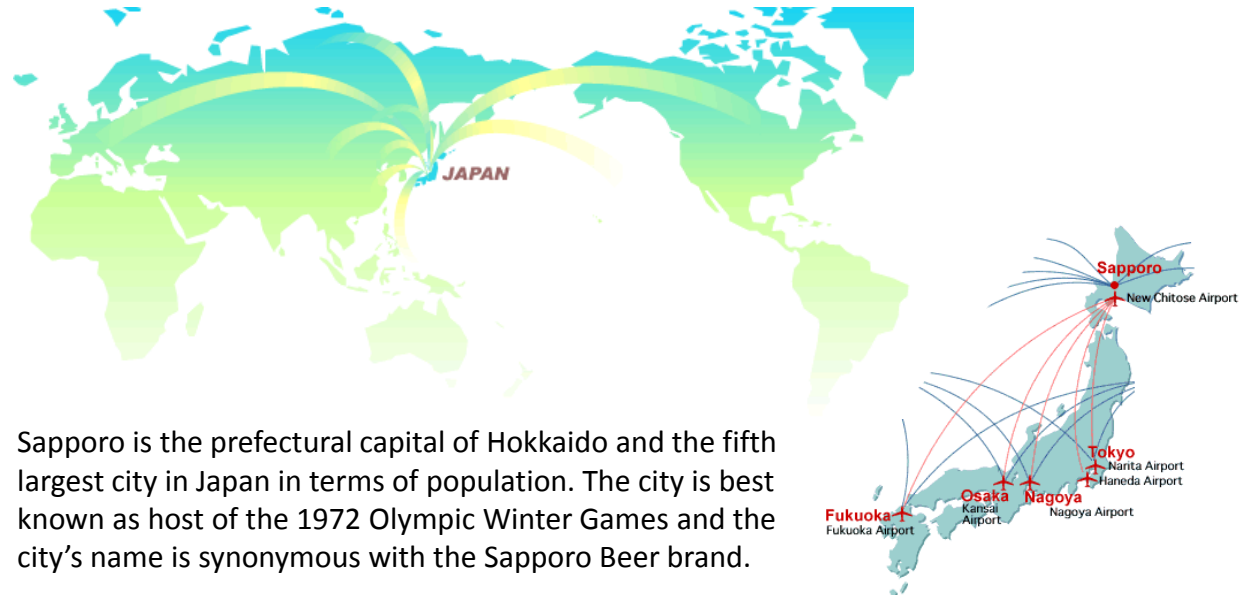 JAPAN
Sapporo
New Chitose Airport
Tokyo
Narita Airport
Haneda Airport
Osaka
Kansai
Airport
Nagoya
Nagoya Airport
Fukuoka
Fukuoka Airport
Sapporo is the prefectural capital of Hokkaido and the fifth
largest city in Japan in terms of population. The city is best
known as host of the 1972 Olympic Winter Games and the
city’s name is synonymous with the Sapporo Beer brand.